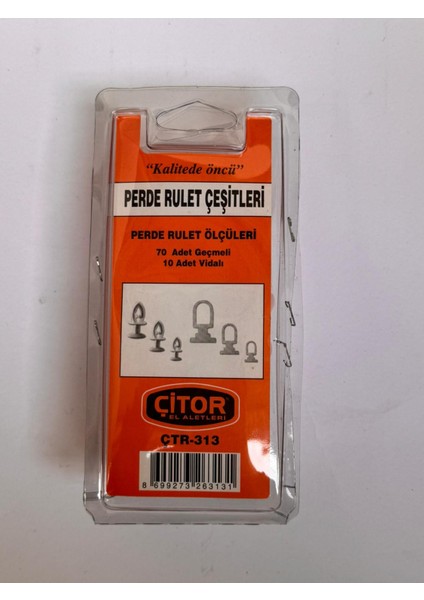 "Kalitede öncü"
PERDE RULET ÇEŞİTLERİ
PERDE RULET ÖLÇÜLERİ
70 Adet Geçmeli
10 Adet Vidalı
ÇİTOR
EL ALETLERİ
ÇTR-313
8 699273 263131